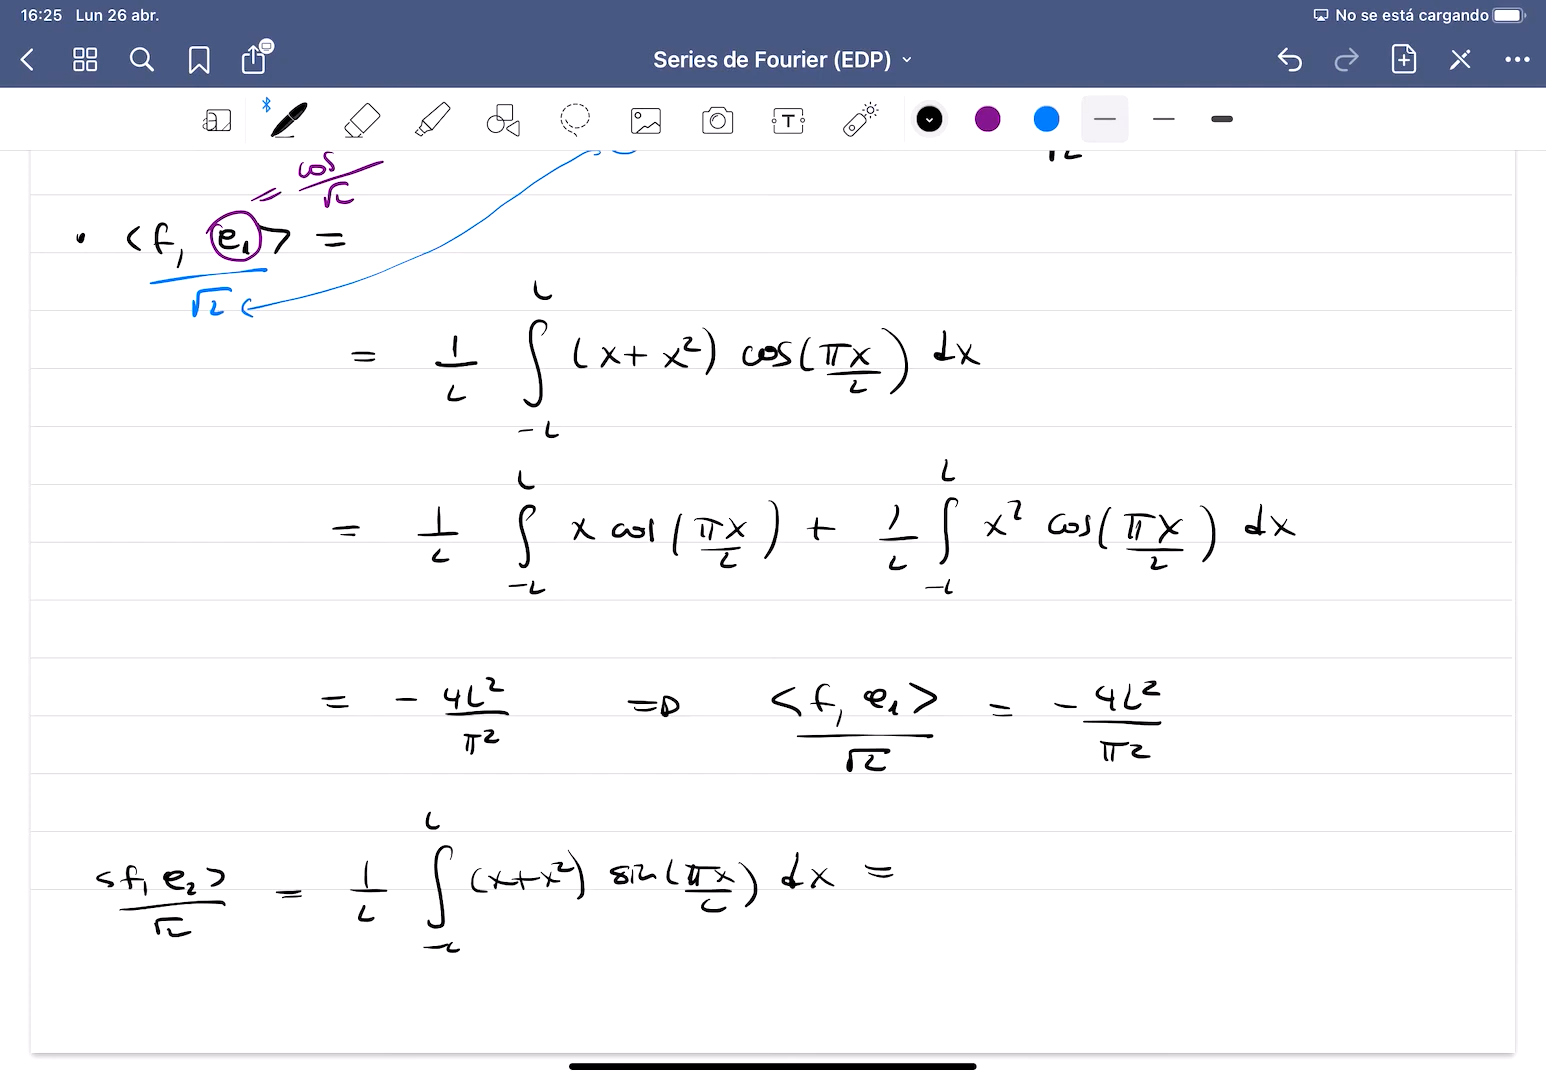 16:25 Lun 26 abr. No se está cargando
Series de Fourier (EDP)
= cos/√2
√2
• <f, e₁> =
√2
= 1/L ∫_{-L}^{L} (x + x²) cos(πx/L) dx
= 1/L ∫_{-L}^{L} x cos(πx/L) + 1/L ∫_{-L}^{L} x² cos(πx/L) dx
= - 4L²/π² => <f, e₁>/√2 = - 4L²/π²
<f, e₂>/√2 = 1/L ∫_{-L}^{L} (x+x²) sin(πx/L) dx =